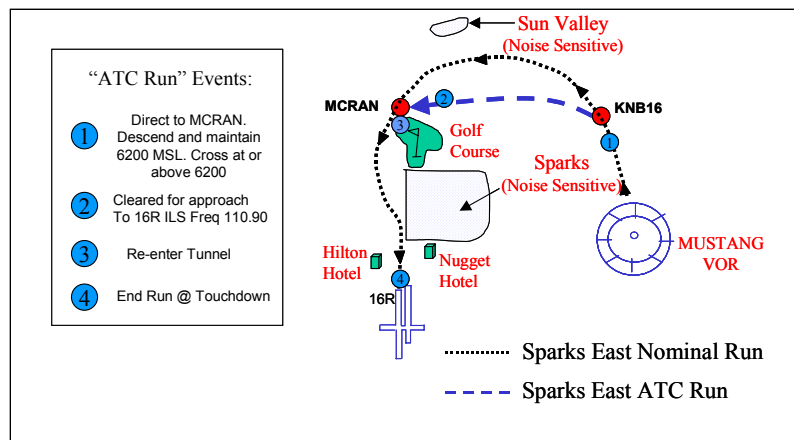 “ATC Run” Events:
1
Direct to MCRAN.
Descend and maintain
6200 MSL. Cross at or
above 6200
2
Cleared for approach
To 16R ILS Freq 110.90
3
Re-enter Tunnel
4
End Run @ Touchdown
Sun Valley
(Noise Sensitive)
MCRAN
2
KNB16
3
1
Golf
Course
Sparks
(Noise Sensitive)
MUSTANG
VOR
Hilton
Hotel
Nugget
Hotel
4
16R
Sparks East Nominal Run
Sparks East ATC Run